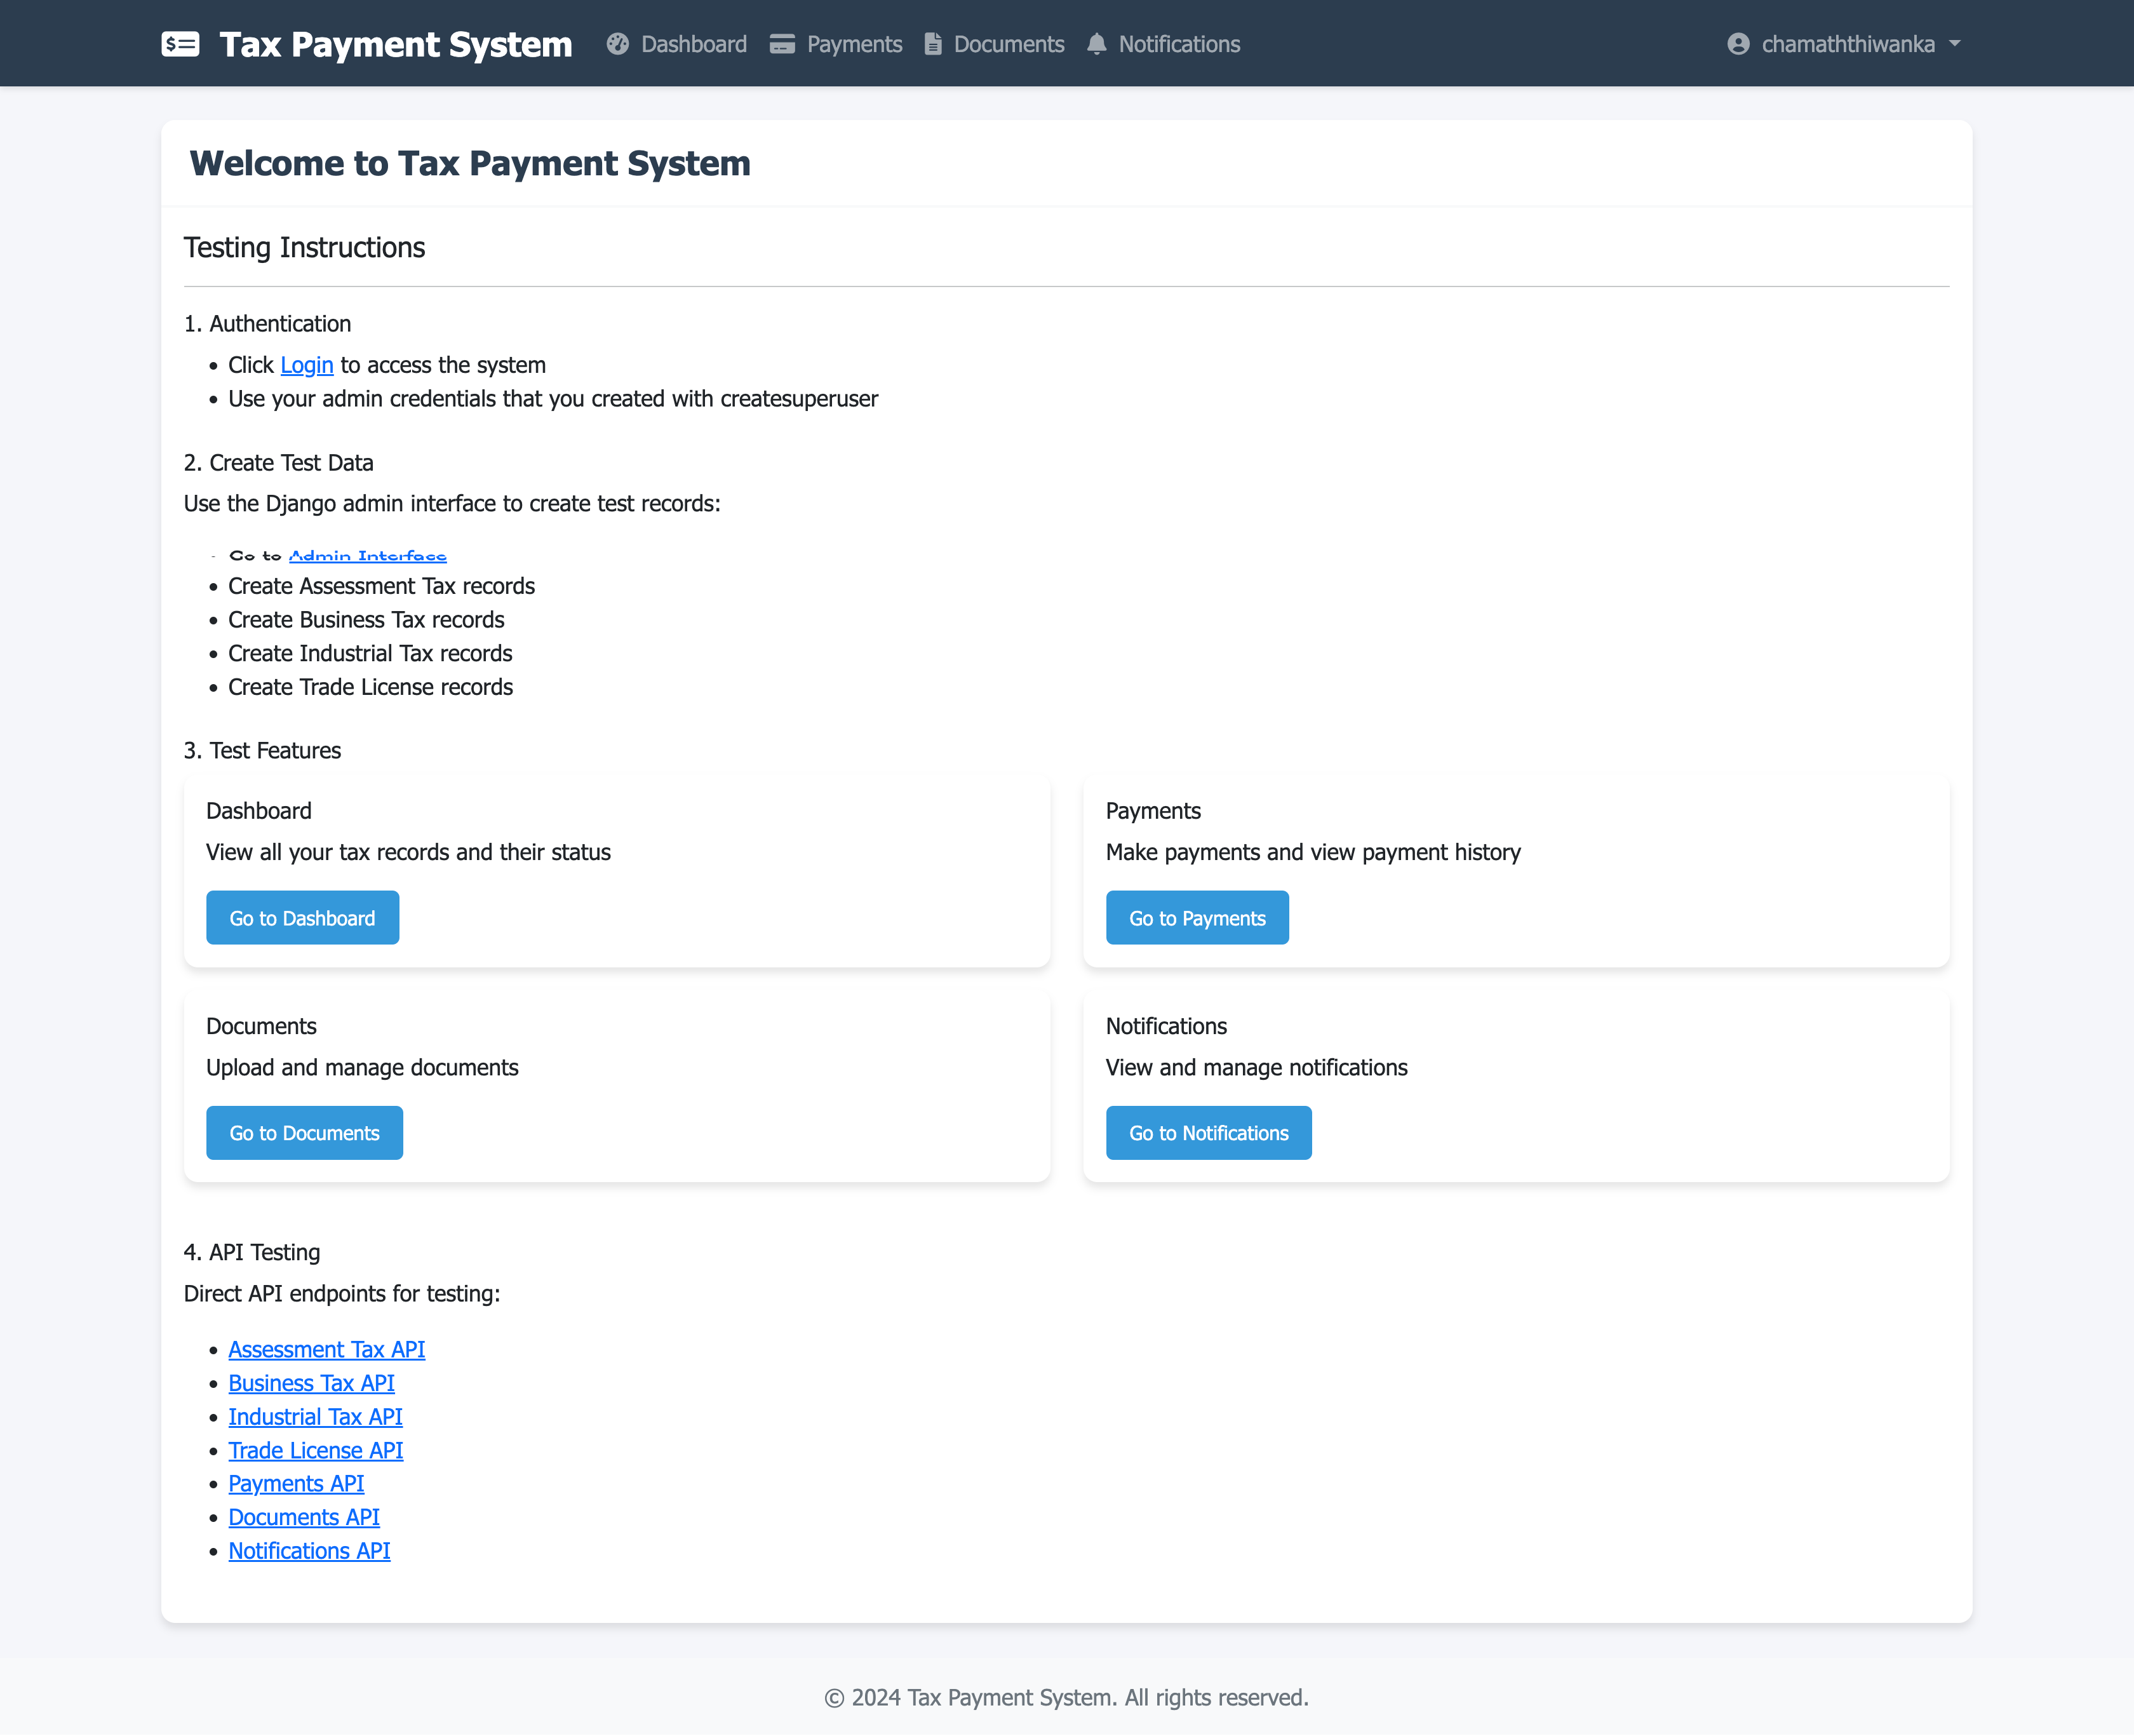 Tax Payment System Dashboard Payments Documents Notifications chamaththiwanka
Welcome to Tax Payment System
Testing Instructions
1. Authentication
• Click Login to access the system
• Use your admin credentials that you created with createsuperuser
2. Create Test Data
Use the Django admin interface to create test records:
Go to Admin Interface
• Create Assessment Tax records
• Create Business Tax records
• Create Industrial Tax records
• Create Trade License records
3. Test Features
Dashboard
View all your tax records and their status
Go to Dashboard
Payments
Make payments and view payment history
Go to Payments
Documents
Upload and manage documents
Go to Documents
Notifications
View and manage notifications
Go to Notifications
4. API Testing
Direct API endpoints for testing:
• Assessment Tax API
• Business Tax API
• Industrial Tax API
• Trade License API
• Payments API
• Documents API
• Notifications API
© 2024 Tax Payment System. All rights reserved.